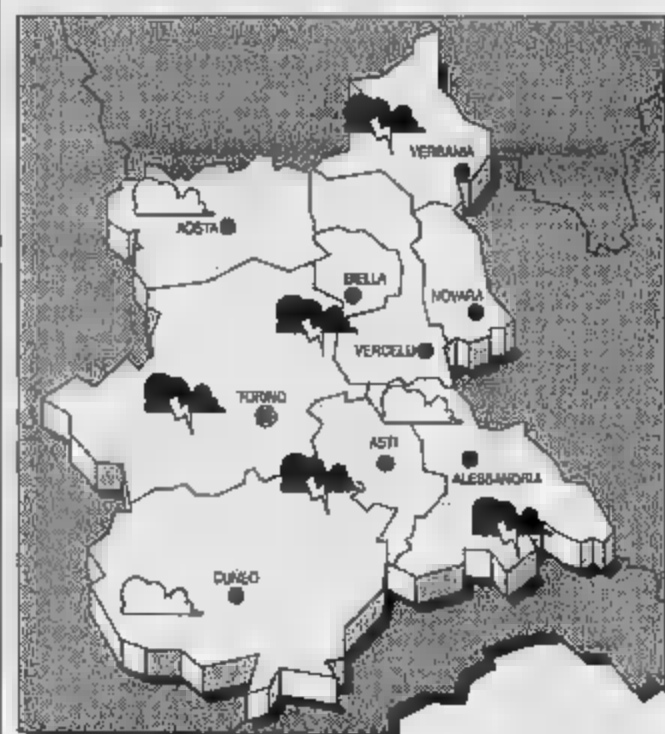 VERBANIA
AOSTA
BIELLA
NOVARA
VERCELLI
TORINO
ASTI
ALESSANDRIA
CUNEO